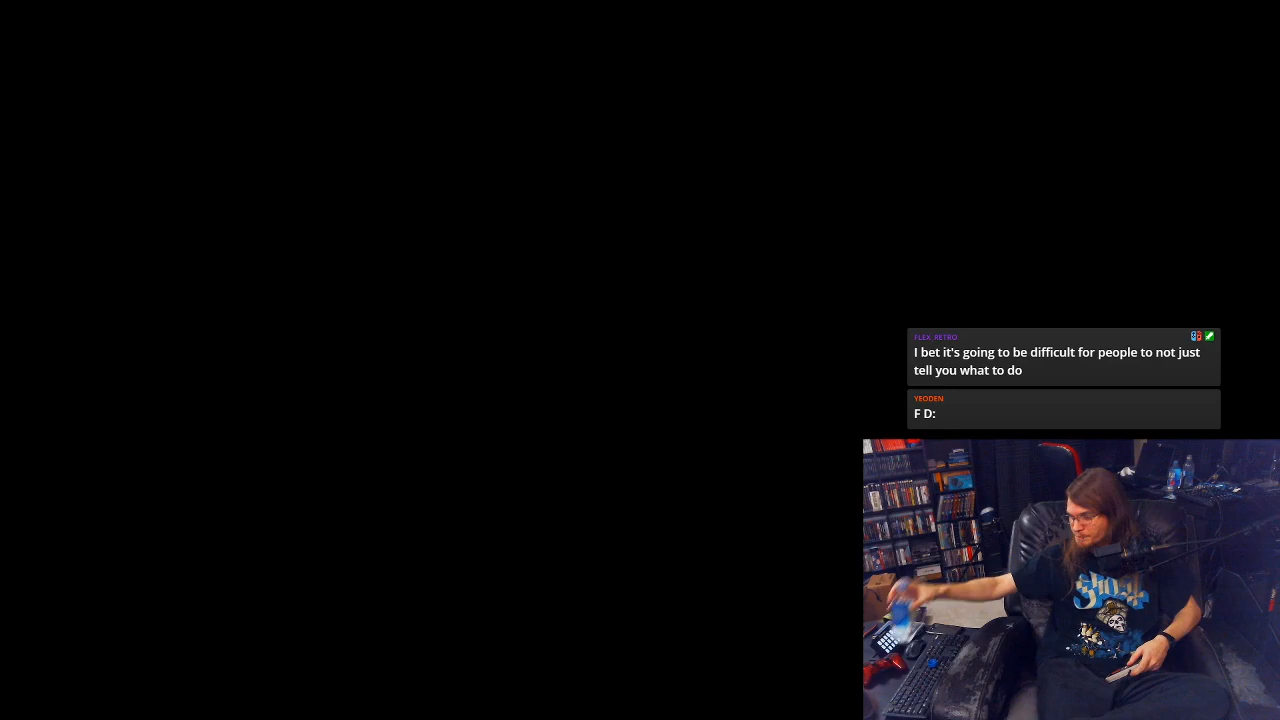 FLEX_RETRO
I bet it's going to be difficult for people to not just
tell you what to do
YEODEN
F D: